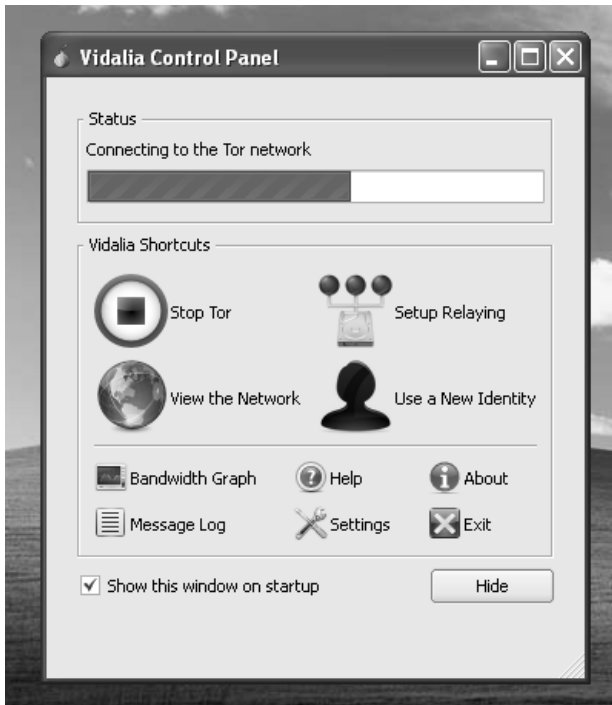 Vidalia Control Panel
Status
Connecting to the Tor network
Vidalia Shortcuts
Stop Tor
Setup Relaying
View the Network
Use a New Identity
Bandwidth Graph
Help
About
Message Log
Settings
Exit
Show this window on startup
Hide